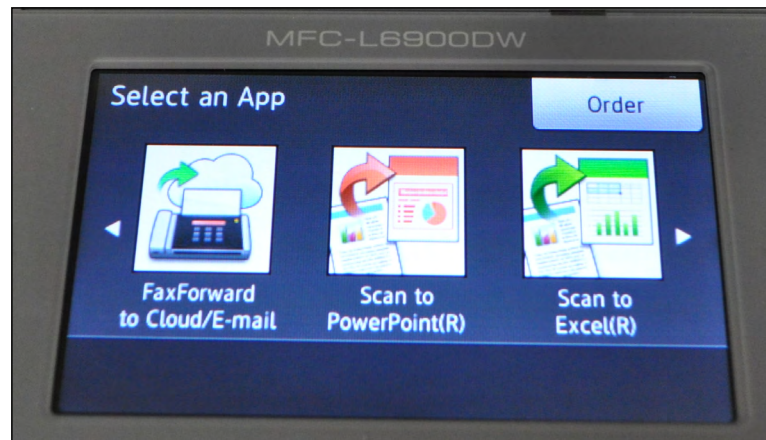 MFC-L6900DW
Select an App
Order
FaxForward
to Cloud/E-mail
Scan to
PowerPoint(R)
Scan to
Excel(R)